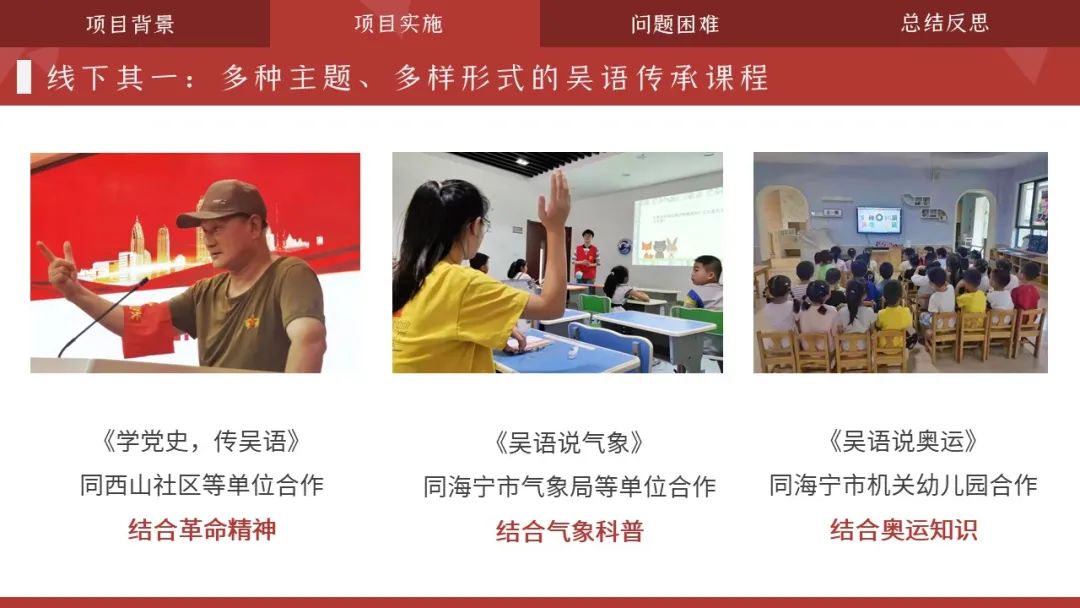 项目背景
项目实施
问题困难
总结反思
线下其一：多种主题、多样形式的吴语传承课程
《学党史，传吴语》
同西山社区等单位合作
结合革命精神
《吴语说气象》
同海宁市气象局等单位合作
结合气象科普
《吴语说奥运》
同海宁市机关幼儿园合作
结合奥运知识